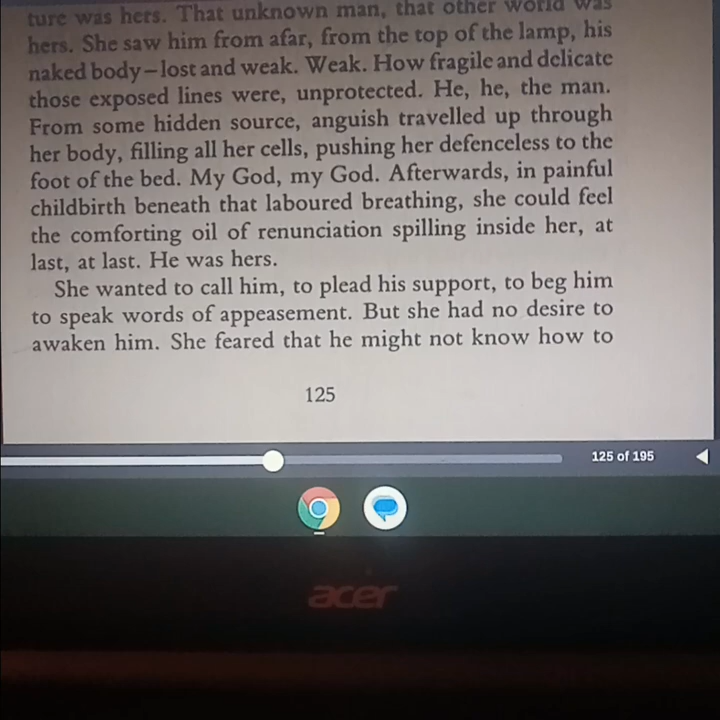 ture was hers. That unknown man, that other world was
hers. She saw him from afar, from the top of the lamp, his
naked body—lost and weak. Weak. How fragile and delicate
those exposed lines were, unprotected. He, he, the man.
From some hidden source, anguish travelled up through
her body, filling all her cells, pushing her defenceless to the
foot of the bed. My God, my God. Afterwards, in painful
childbirth beneath that laboured breathing, she could feel
the comforting oil of renunciation spilling inside her, at
last, at last. He was hers.
She wanted to call him, to plead his support, to beg him
to speak words of appeasement. But she had no desire to
awaken him. She feared that he might not know how to
125
125 of 195
acer